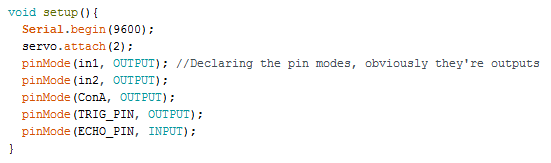 void setup(){
  Serial.begin(9600);
  servo.attach(2);
  pinMode(in1, OUTPUT); //Declaring the pin modes, obviously they're outputs
  pinMode(in2, OUTPUT);
  pinMode(ConA, OUTPUT);
  pinMode(TRIG_PIN, OUTPUT);
  pinMode(ECHO_PIN, INPUT);
}